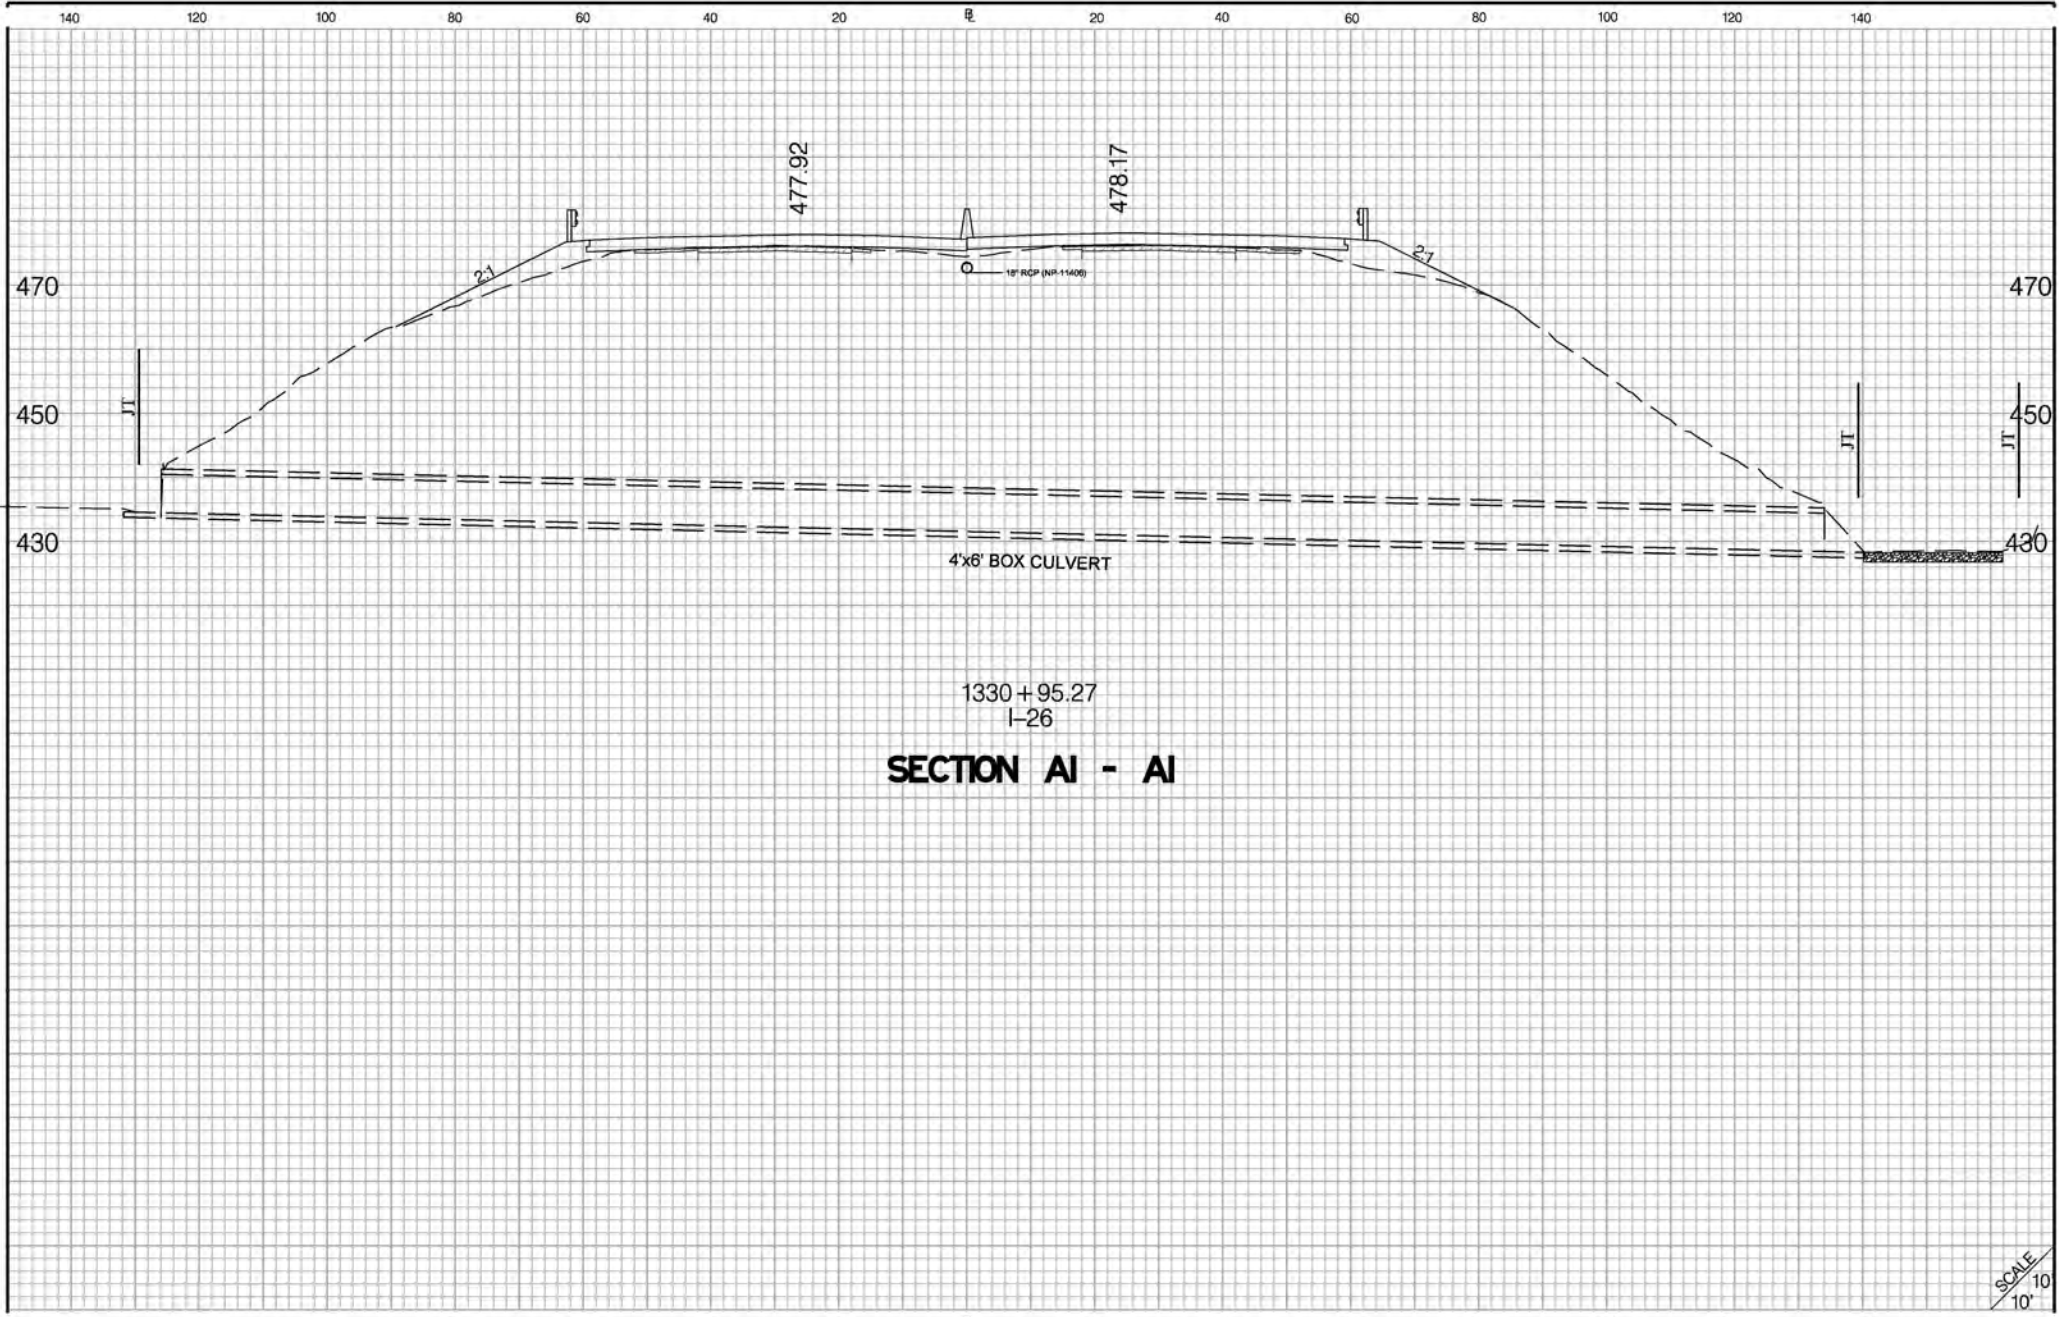 140 120 100 80 60 40 20 ℄ 20 40 60 80 100 120 140
477.92 478.17
2:1 2:1
18" RCP (NP-11406)
470 470
450 JT JT JT 450
430 430
4'x6' BOX CULVERT
1330+95.27
I-26
SECTION A1 - A1
SCALE 10'
10'